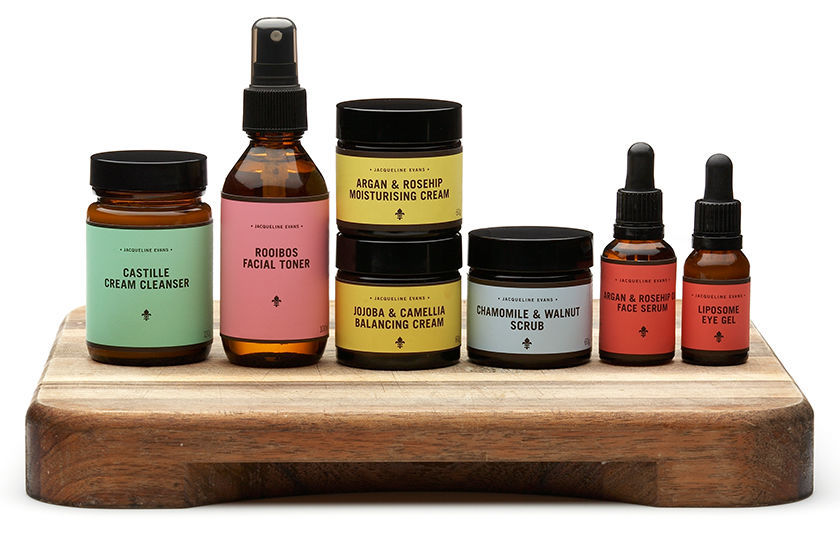 • JACQUELINE EVANS •
CASTILLE
CREAM CLEANSER
• JACQUELINE EVANS •
ROOIBOS
FACIAL TONER
• JACQUELINE EVANS •
ARGAN & ROSEHIP
MOISTURISING CREAM
• JACQUELINE EVANS •
JOJOBA & CAMELLIA
BALANCING CREAM
• JACQUELINE EVANS •
CHAMOMILE & WALNUT
SCRUB
• JACQUELINE EVANS •
ARGAN & ROSEHIP
FACE SERUM
• JACQUELINE EVANS •
LIPOSOME
EYE GEL